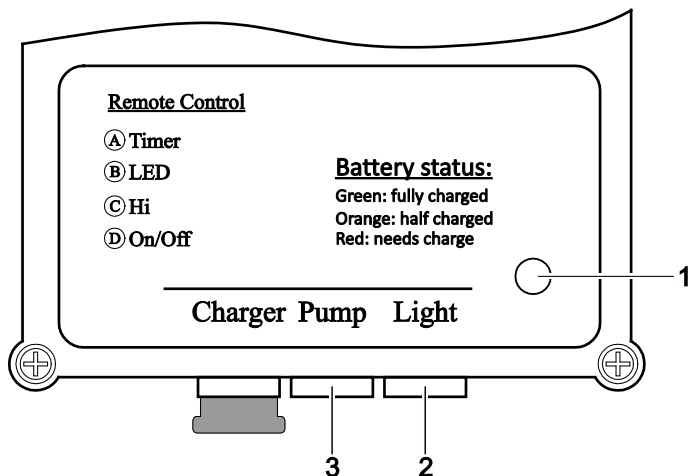 Remote Control
A Timer
B LED
C Hi
D On/Off
Battery status:
Green: fully charged
Orange: half charged
Red: needs charge
1
Charger Pump Light
3 2